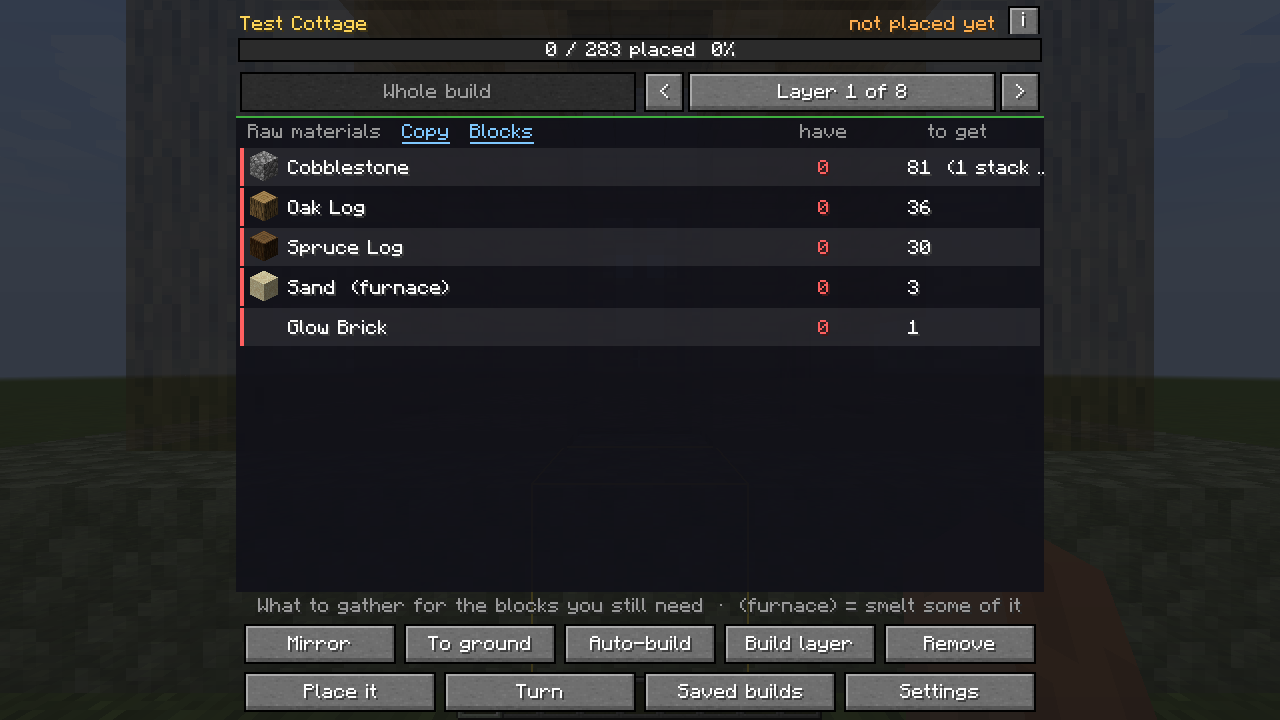 Test Cottage not placed yet i
0 / 283 placed 0%
Whole build < Layer 1 of 8 >
Raw materials Copy Blocks have to get
Cobblestone 0 81 (1 stack ..
Oak Log 0 36
Spruce Log 0 30
Sand (furnace) 0 3
Glow Brick 0 1
What to gather for the blocks you still need · (furnace) = smelt some of it
Mirror To ground Auto-build Build layer Remove
Place it Turn Saved builds Settings